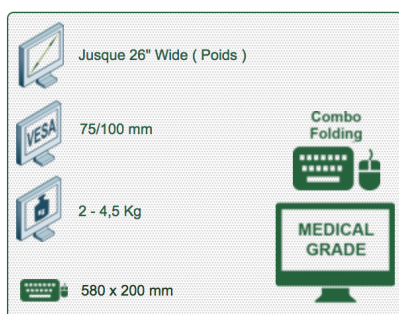 Jusque 26" Wide ( Poids )
VESA
75/100 mm
Combo
Folding
KG
2 - 4,5 Kg
MEDICAL
GRADE
580 x 200 mm